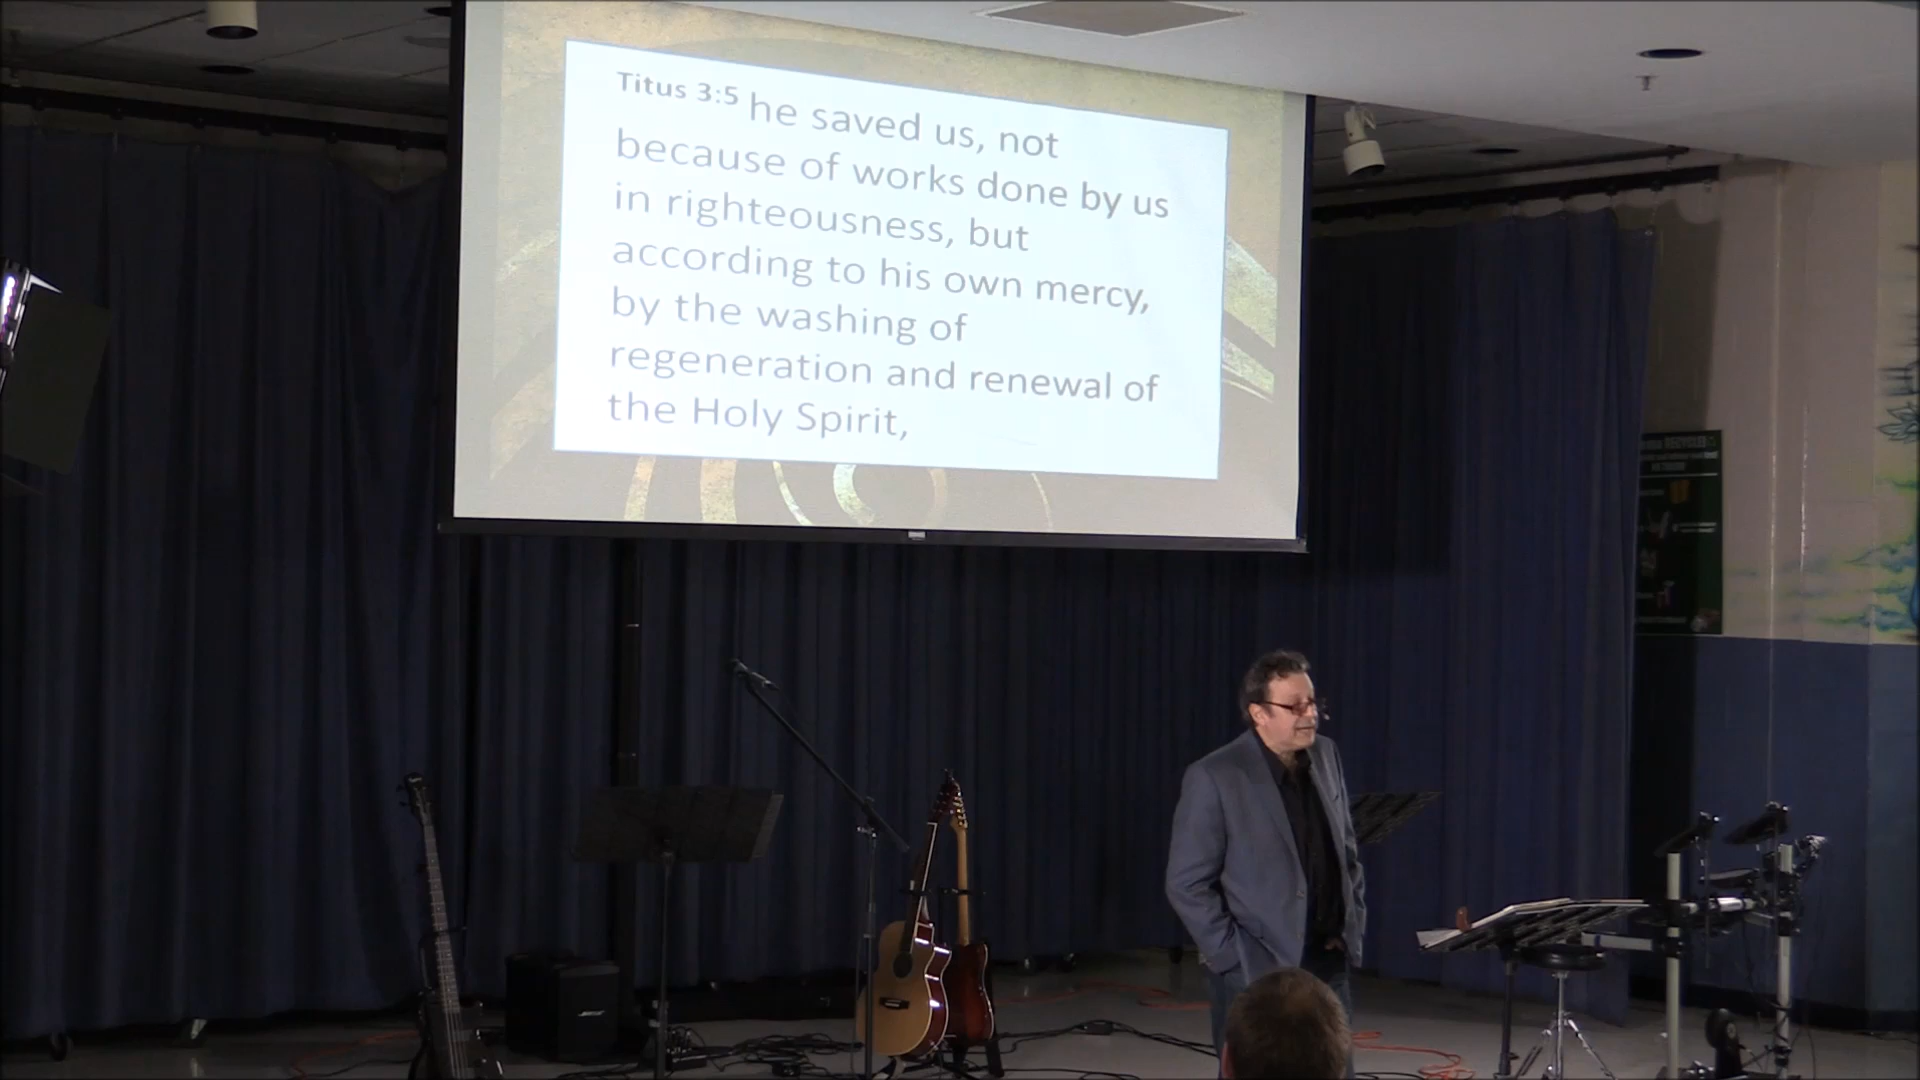 Titus 3:5 he saved us, not
because of works done by us
in righteousness, but
according to his own mercy,
by the washing of
regeneration and renewal of
the Holy Spirit,
BOSE